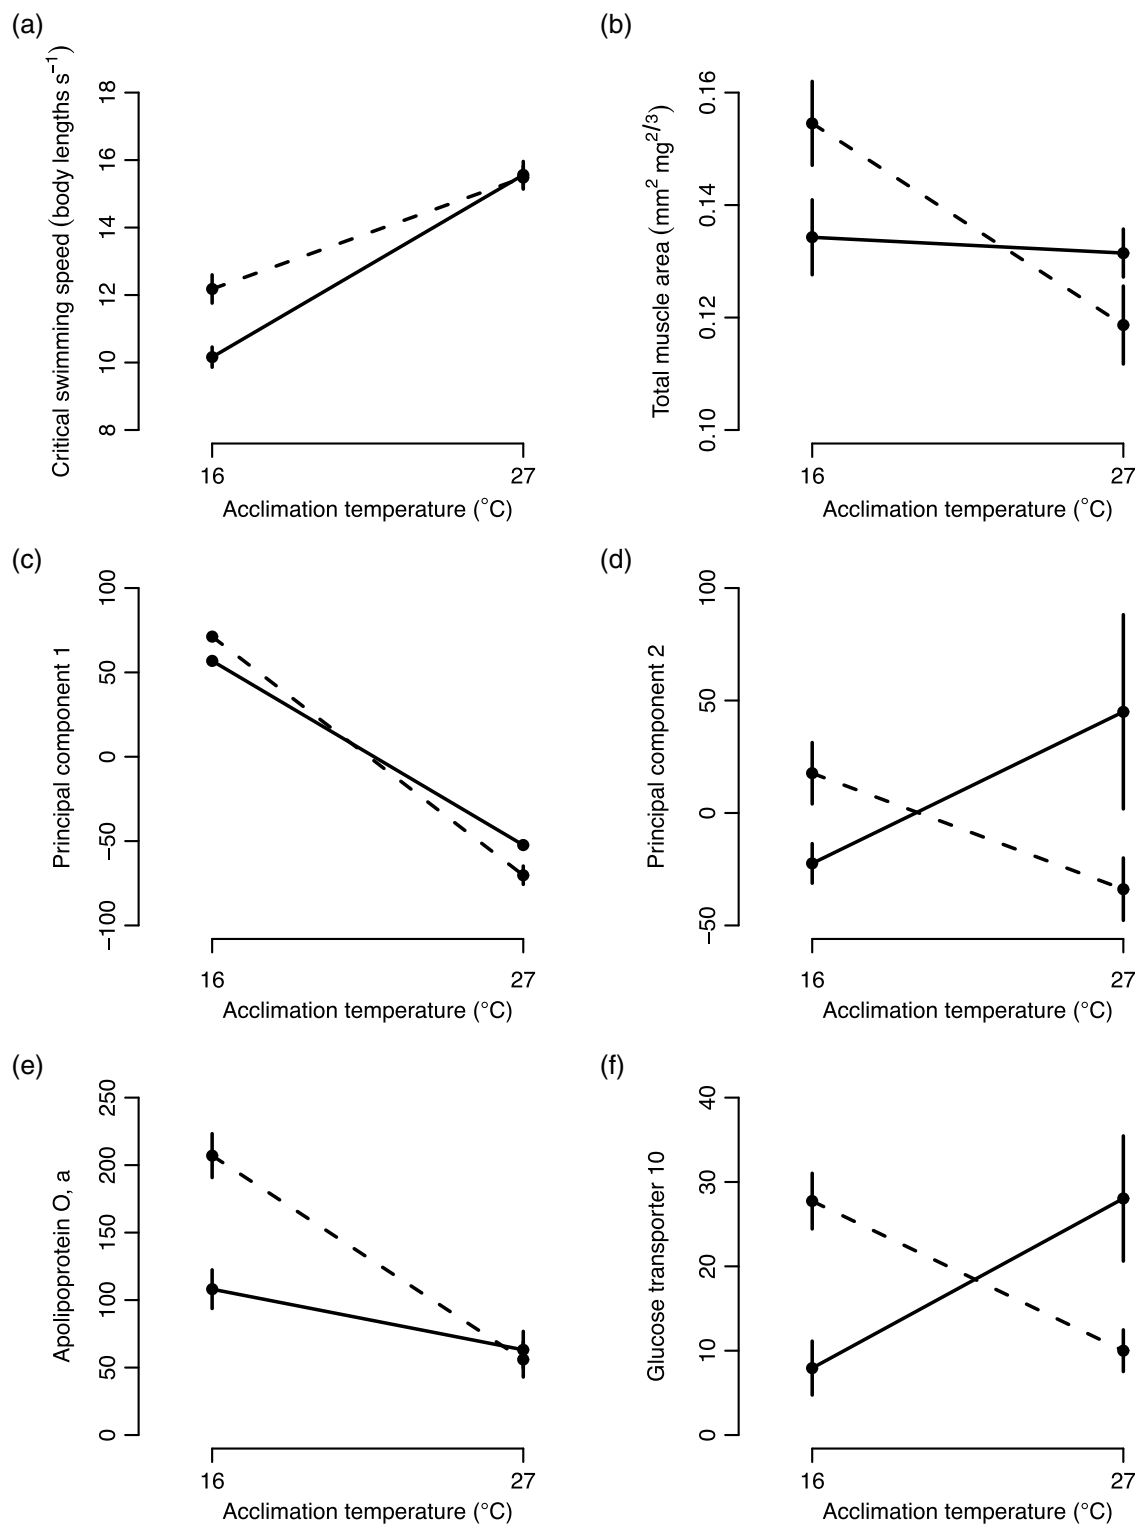 (a)
Critical swimming speed (body lengths s⁻¹)
18
16
14
12
10
8
16 27
Acclimation temperature (°C)
(b)
Total muscle area (mm² mg²/³)
0.16
0.14
0.12
0.10
16 27
Acclimation temperature (°C)
(c)
Principal component 1
100
50
0
−50
−100
16 27
Acclimation temperature (°C)
(d)
Principal component 2
100
50
0
−50
16 27
Acclimation temperature (°C)
(e)
Apolipoprotein O, a
250
200
150
100
50
0
16 27
Acclimation temperature (°C)
(f)
Glucose transporter 10
40
30
20
10
0
16 27
Acclimation temperature (°C)